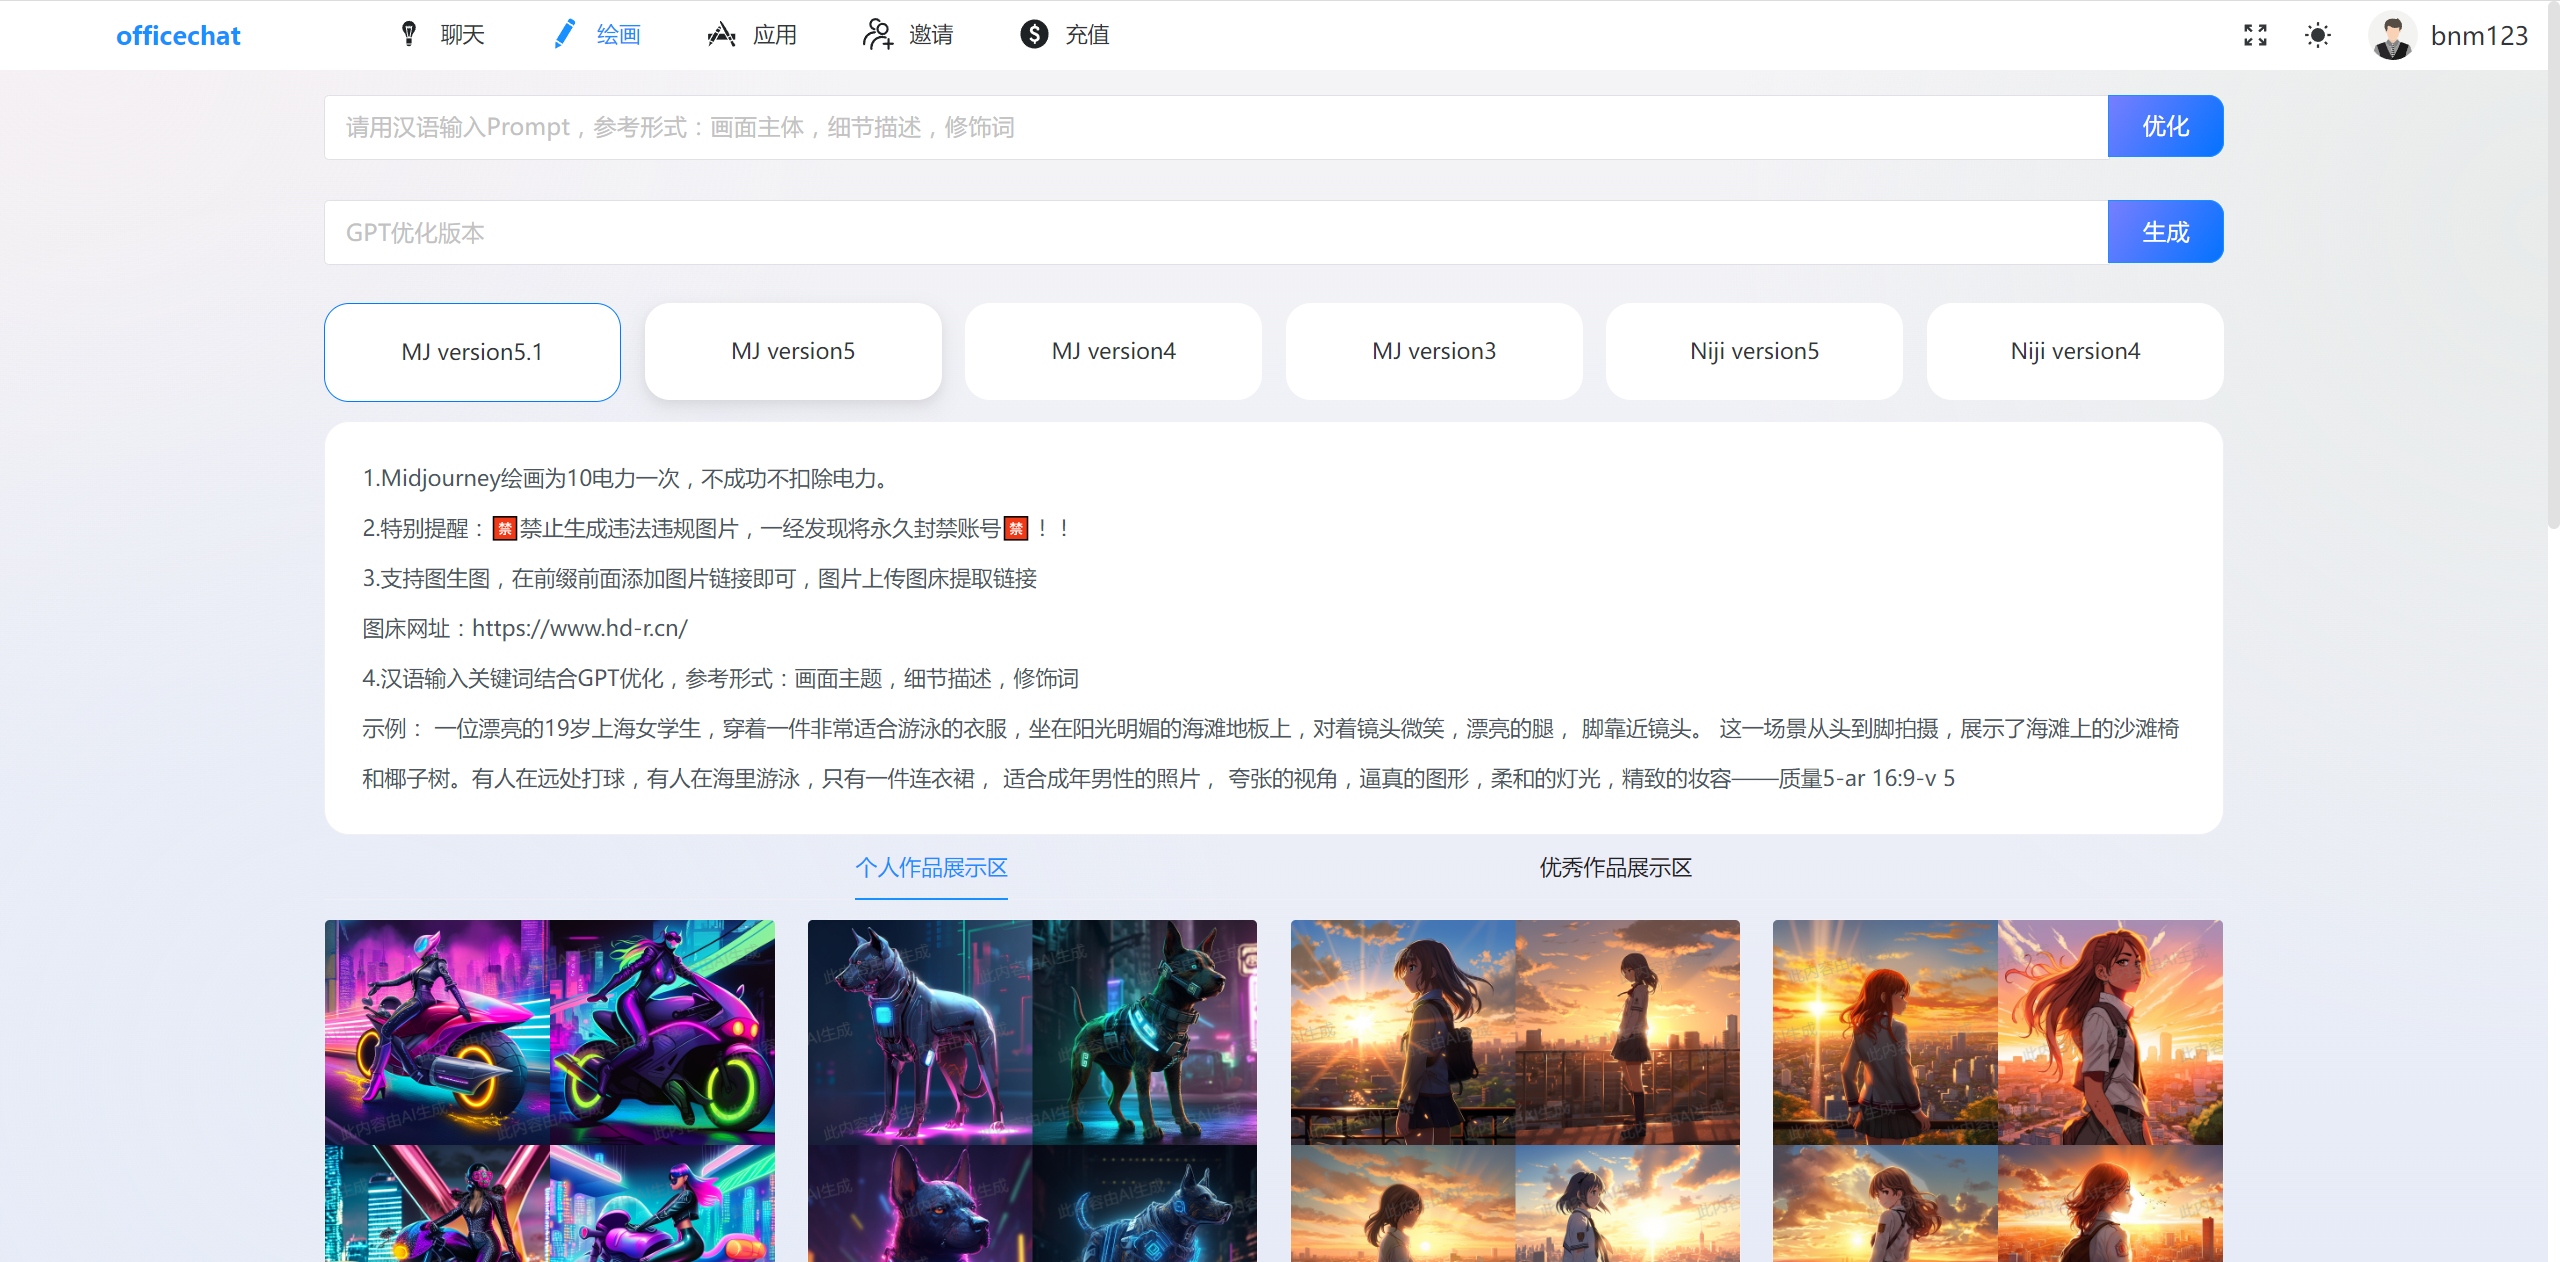 officechat
聊天
绘画
应用
邀请
充值
bnm123
请用汉语输入Prompt，参考形式：画面主体，细节描述，修饰词
优化
GPT优化版本
生成
MJ version5.1
MJ version5
MJ version4
MJ version3
Niji version5
Niji version4
1.Midjourney绘画为10电力一次，不成功不扣除电力。
2.特别提醒：🈲禁止生成违法违规图片，一经发现将永久封禁账号🈲！！
3.支持图生图，在前缀前面添加图片链接即可，图片上传图床提取链接
图床网址：https://www.hd-r.cn/
4.汉语输入关键词结合GPT优化，参考形式：画面主题，细节描述，修饰词
示例： 一位漂亮的19岁上海女学生，穿着一件非常适合游泳的衣服，坐在阳光明媚的海滩地板上，对着镜头微笑，漂亮的腿， 脚靠近镜头。 这一场景从头到脚拍摄，展示了海滩上的沙滩椅
和椰子树。有人在远处打球，有人在海里游泳，只有一件连衣裙， 适合成年男性的照片， 夸张的视角，逼真的图形，柔和的灯光，精致的妆容——质量5-ar 16:9-v 5
个人作品展示区
优秀作品展示区
此内容由AI生成